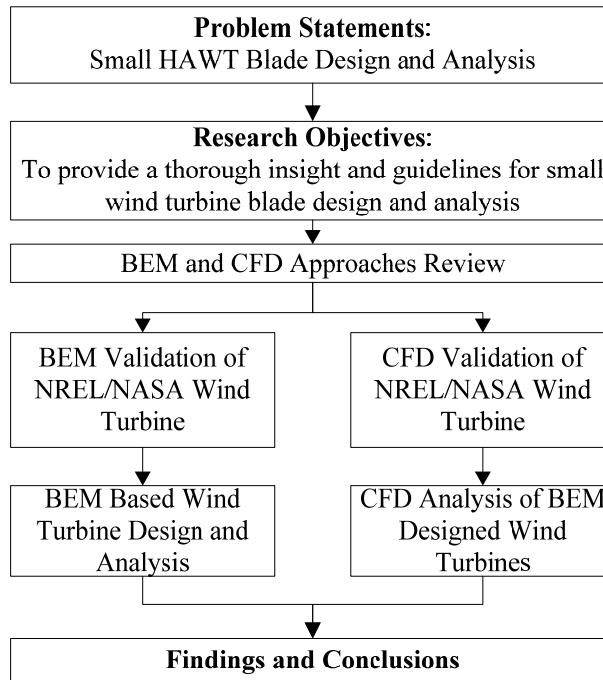 Problem Statements:
Small HAWT Blade Design and Analysis
Research Objectives:
To provide a thorough insight and guidelines for small
wind turbine blade design and analysis
BEM and CFD Approaches Review
BEM Validation of
NREL/NASA Wind
Turbine
CFD Validation of
NREL/NASA Wind
Turbine
BEM Based Wind
Turbine Design and
Analysis
CFD Analysis of BEM
Designed Wind
Turbines
Findings and Conclusions